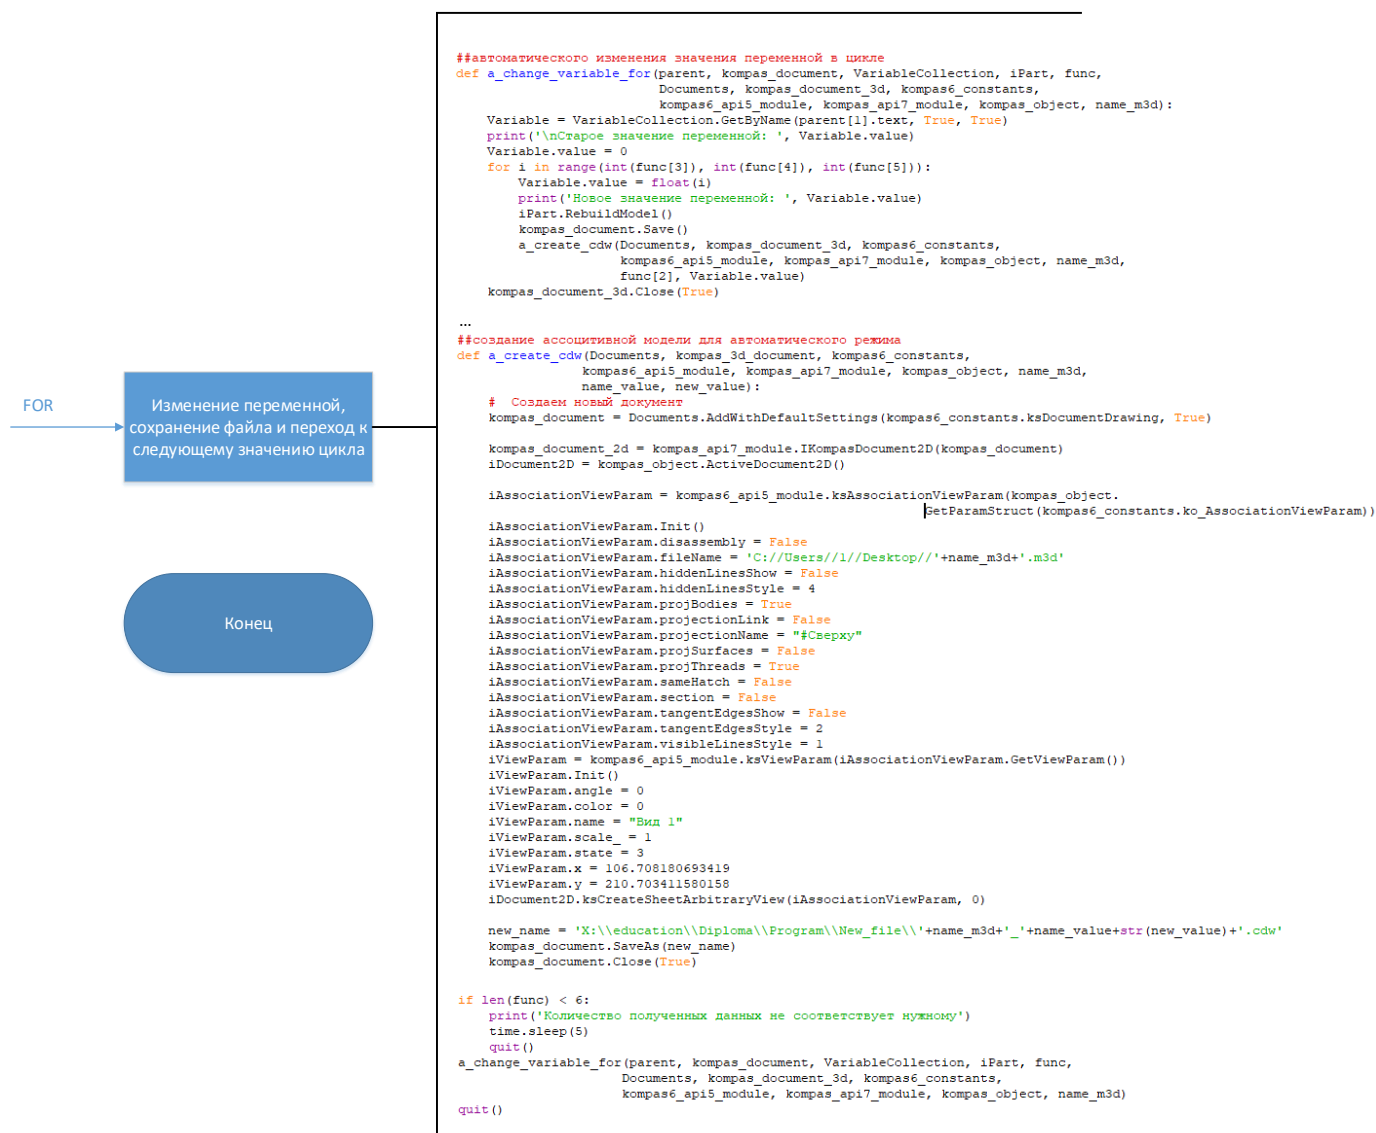 ##автоматического изменения значения переменной в цикле
def a_change_variable_for(parent, kompas_document, VariableCollection, iPart, func,
Documents, kompas_document_3d, kompas6_constants,
kompas6_api5_module, kompas_api7_module, kompas_object, name_m3d):
Variable = VariableCollection.GetByName(parent[1].text, True, True)
print('\nСтарое значение переменной: ', Variable.value)
Variable.value = 0
for i in range(int(func[3]), int(func[4]), int(func[5])):
Variable.value = float(i)
print('Новое значение переменной: ', Variable.value)
iPart.RebuildModel()
kompas_document.Save()
a_create_cdw(Documents, kompas_document_3d, kompas6_constants,
kompas6_api5_module, kompas_api7_module, kompas_object, name_m3d,
func[2], Variable.value)
kompas_document_3d.Close(True)
...
##создание ассоцитивной модели для автоматического режима
def a_create_cdw(Documents, kompas_3d_document, kompas6_constants,
kompas6_api5_module, kompas_api7_module, kompas_object, name_m3d,
name_value, new_value):
# Создаем новый документ
kompas_document = Documents.AddWithDefaultSettings(kompas6_constants.ksDocumentDrawing, True)
kompas_document_2d = kompas_api7_module.IKompasDocument2D(kompas_document)
iDocument2D = kompas_object.ActiveDocument2D()
iAssociationViewParam = kompas6_api5_module.ksAssociationViewParam(kompas_object.
GetParamStruct(kompas6_constants.ko_AssociationViewParam))
iAssociationViewParam.Init()
iAssociationViewParam.disassembly = False
iAssociationViewParam.fileName = 'C://Users//1//Desktop//'+name_m3d+'.m3d'
iAssociationViewParam.hiddenLinesShow = False
iAssociationViewParam.hiddenLinesStyle = 4
iAssociationViewParam.projBodies = True
iAssociationViewParam.projectionLink = False
iAssociationViewParam.projectionName = "#Сверху"
iAssociationViewParam.projSurfaces = False
iAssociationViewParam.projThreads = True
iAssociationViewParam.sameHatch = False
iAssociationViewParam.section = False
iAssociationViewParam.tangentEdgesShow = False
iAssociationViewParam.tangentEdgesStyle = 2
iAssociationViewParam.visibleLinesStyle = 1
iViewParam = kompas6_api5_module.ksViewParam(iAssociationViewParam.GetViewParam())
iViewParam.Init()
iViewParam.angle = 0
iViewParam.color = 0
iViewParam.name = "Вид 1"
iViewParam.scale_ = 1
iViewParam.state = 3
iViewParam.x = 106.708180693419
iViewParam.y = 210.703411580158
iDocument2D.ksCreateSheetArbitraryView(iAssociationViewParam, 0)
new_name = 'X:\\education\\Diploma\\Program\\New_file\\'+name_m3d+'_'+name_value+str(new_value)+'.cdw'
kompas_document.SaveAs(new_name)
kompas_document.Close(True)
if len(func) < 6:
print('Количество полученных данных не соответствует нужному')
time.sleep(5)
quit()
a_change_variable_for(parent, kompas_document, VariableCollection, iPart, func,
Documents, kompas_document_3d, kompas6_constants,
kompas6_api5_module, kompas_api7_module, kompas_object, name_m3d)
quit()
FOR
Изменение переменной,
сохранение файла и переход к
следующему значению цикла
Конец